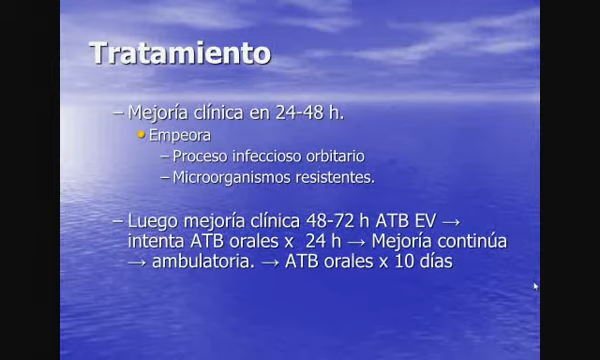 Tratamiento
– Mejoría clínica en 24-48 h.
Empeora
– Proceso infeccioso orbitario
– Microorganismos resistentes.
– Luego mejoría clínica 48-72 h ATB EV →
intenta ATB orales x 24 h → Mejoría continúa
→ ambulatoria. → ATB orales x 10 días